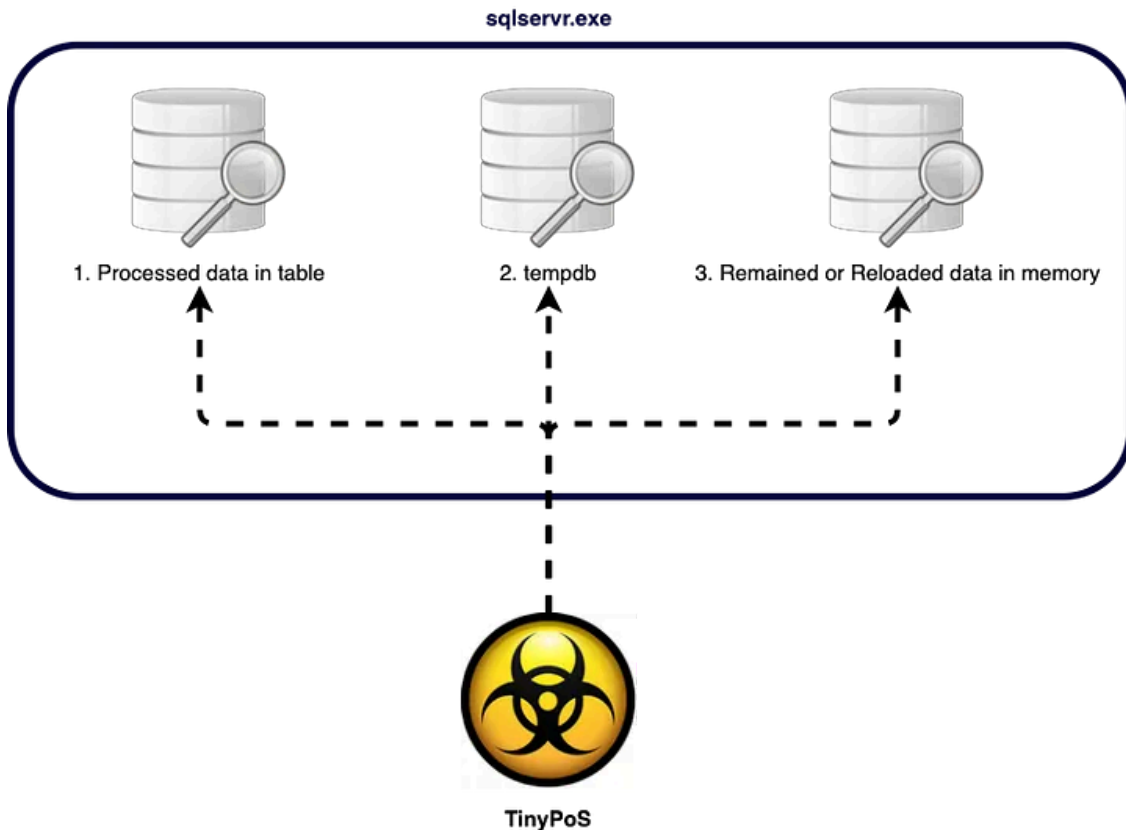 sqlservr.exe
1. Processed data in table
2. tempdb
3. Remained or Reloaded data in memory
TinyPoS